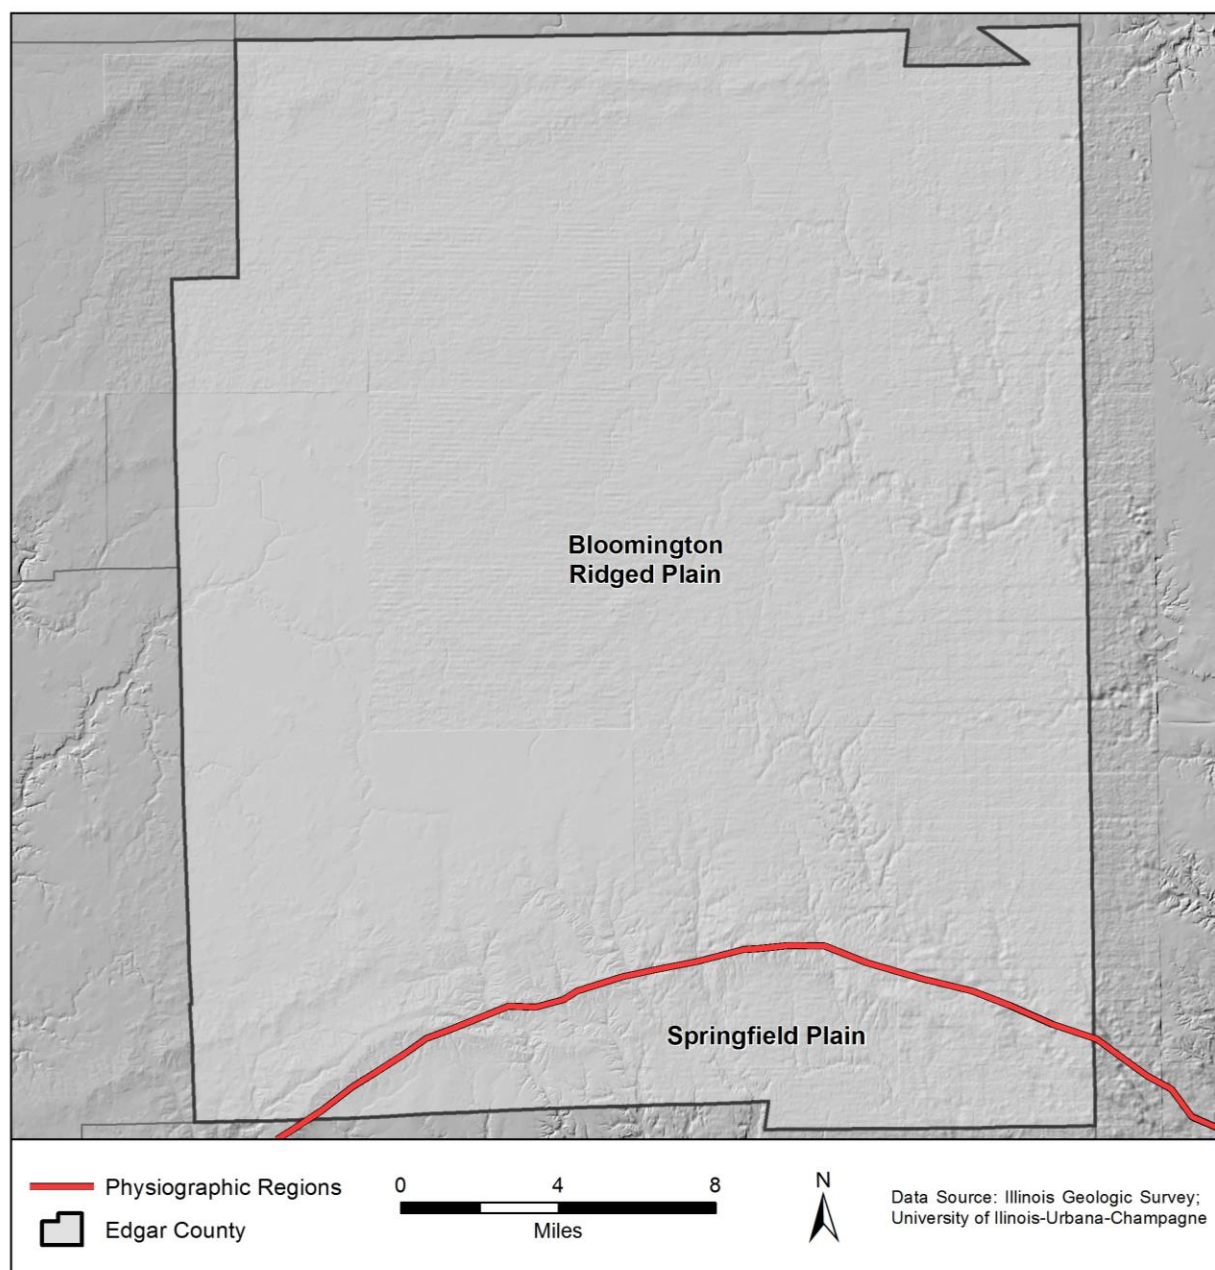 Bloomington
Ridged Plain
Springfield Plain
Physiographic Regions
Edgar County
0 4 8
Miles
N
Data Source: Illinois Geologic Survey;
University of Ilinois-Urbana-Champagne